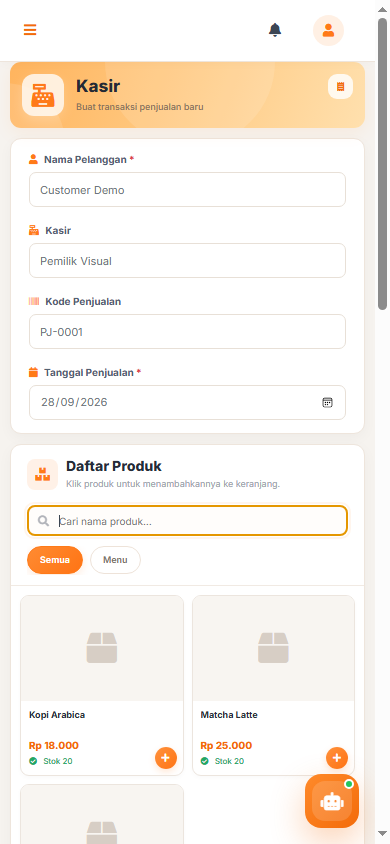 Kasir
Buat transaksi penjualan baru
Nama Pelanggan *
Customer Demo
Kasir
Pemilik Visual
Kode Penjualan
PJ-0001
Tanggal Penjualan *
28/09/2026
Daftar Produk
Klik produk untuk menambahkannya ke keranjang.
Cari nama produk...
Semua
Menu
Kopi Arabica
Rp 18.000
Stok 20
Matcha Latte
Rp 25.000
Stok 20